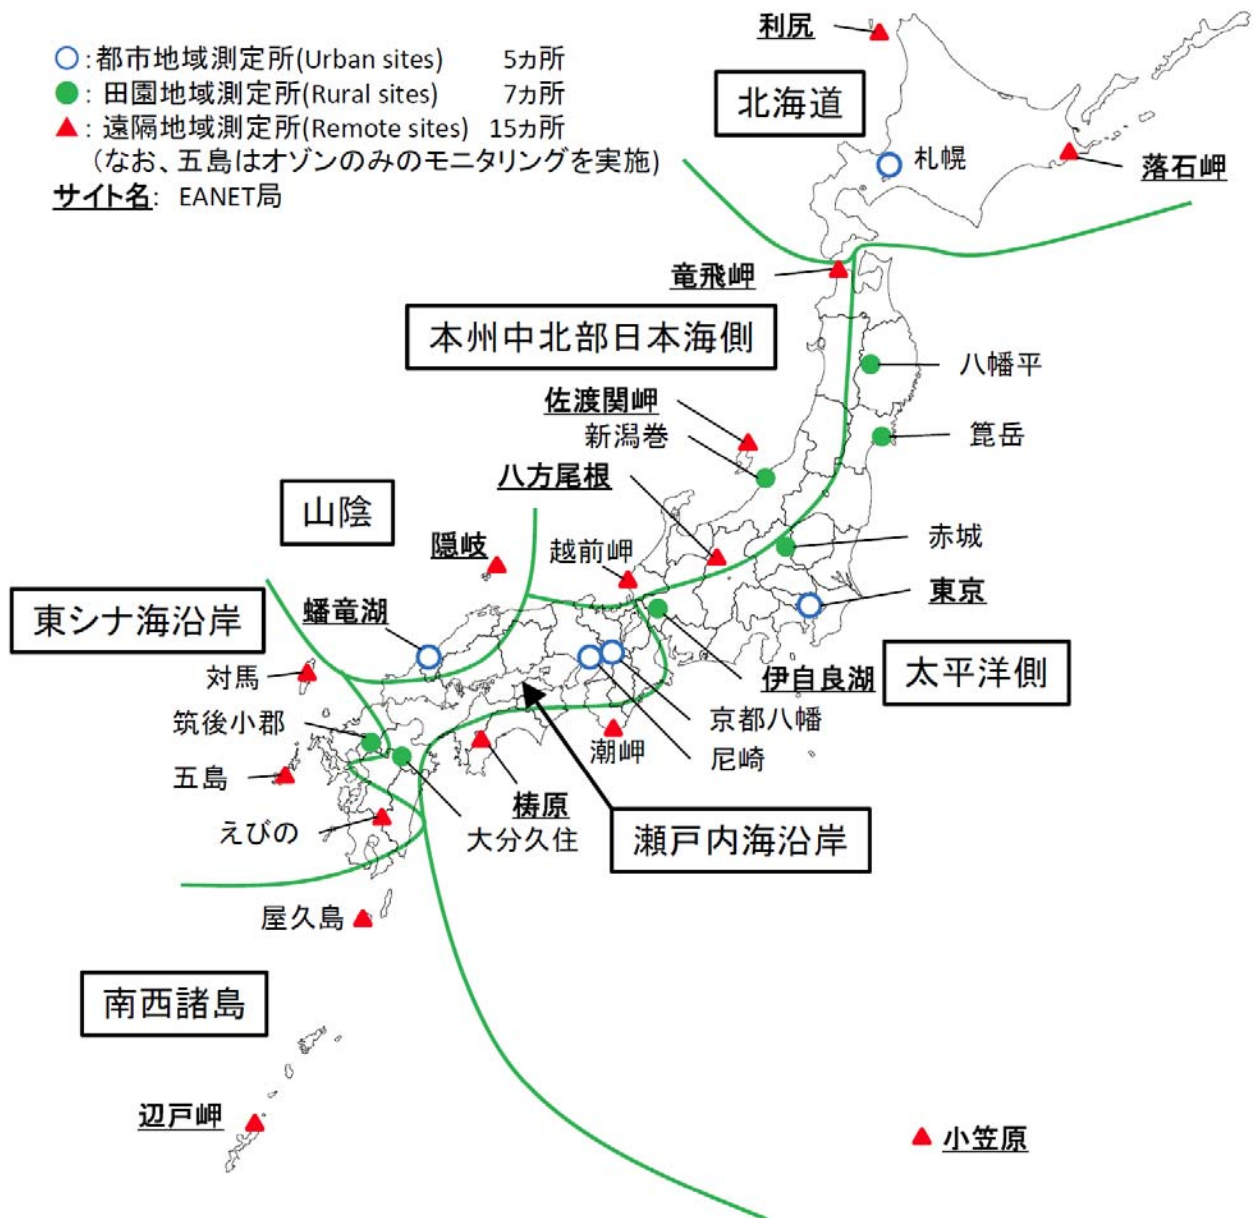 ○:都市地域測定所(Urban sites) 5ヵ所
●:田園地域測定所(Rural sites) 7ヵ所
▲:遠隔地域測定所(Remote sites) 15ヵ所
(なお、五島はオゾンのみのモニタリングを実施)
サイト名: EANET局
利尻
北海道
札幌
落石岬
竜飛岬
本州中北部日本海側
八幡平
佐渡関岬
新潟巻
箆岳
八方尾根
山陰
隠岐
越前岬
赤城
東京
東シナ海沿岸
蟠竜湖
対馬
伊自良湖
太平洋側
筑後小郡
京都八幡
潮岬
尼崎
五島
梼原
えびの
大分久住
瀬戸内海沿岸
屋久島
南西諸島
辺戸岬
小笠原